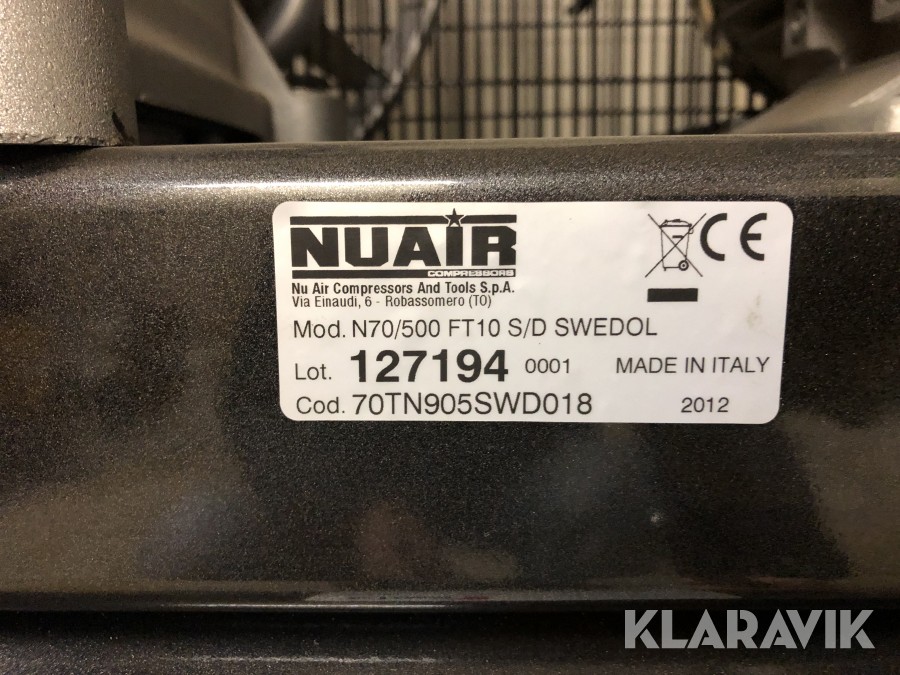 NUAIR
COMPRESSORS
CE
Nu Air Compressors And Tools S.p.A.
Via Einaudi, 6 - Robassomero (TO)
Mod. N70/500 FT10 S/D SWEDOL
Lot. 127194 0001 MADE IN ITALY
Cod. 70TN905SWD018 2012
KLARAVIK